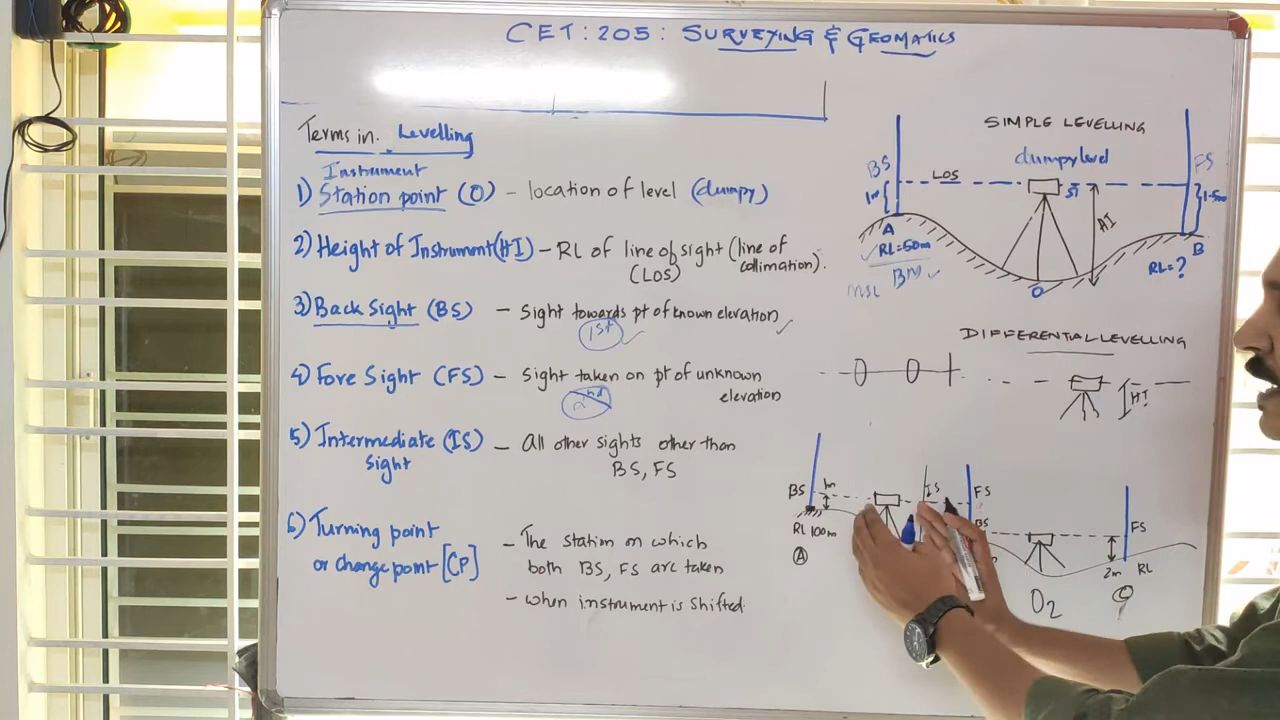 CET: 205: SURVEYING & GEOMATICS
Terms in. Levelling
Instrument
1) Station point (O) - location of level (dumpy)
2) Height of Instrument (HI) - RL of line of sight (line of
(LOS) collimation).
3) Back Sight (BS) - Sight towards pt of known elevation
1st
4) Fore Sight (FS) - Sight taken on pt of unknown
2nd elevation
5) Intermediate (IS) - All other sights other than
Sight BS, FS
6) Turning point - The station on which
or change point [CP] both BS, FS are taken
- when instrument is shifted.
SIMPLE LEVELLING
dumpy level
BS
LOS
FS
1m
HI
A
RL=50m
BM
MSL
O
B
RL=?
DIFFERENTIAL LEVELLING
HI
BS
IS
FS
RL 100m
A
BS
FS
2m
RL
O2
C